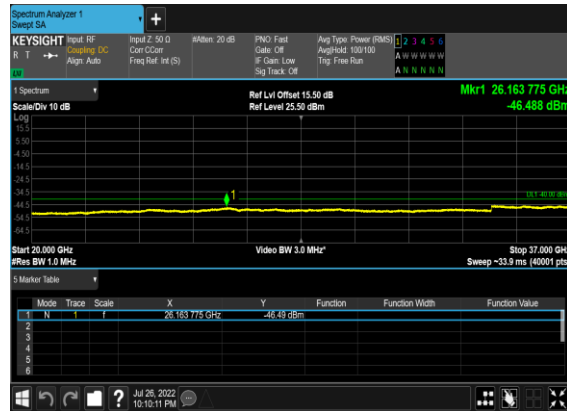 Spectrum Analyzer 1
Swept SA
+
KEYSIGHT Input: RF Input Z: 50 Ω #Atten: 20 dB PNO: Fast Avg Type: Power (RMS) 1 2 3 4 5 6
R T Coupling: DC Corr CCorr Gate: Off Avg|Hold: 100/100 A W W W W W
Align: Auto Freq Ref: Int (S) IF Gain: Low Trig: Free Run A N N N N N
Sig Track: Off
1 Spectrum Ref Lvl Offset 15.50 dB Mkr1 26.163 775 GHz
Scale/Div 10 dB Ref Level 25.50 dBm -46.488 dBm
Log
15.5
5.50
-4.50
-14.5
-24.5
-34.5
-44.5
-54.5
-64.5
1
DL1 -40.00 dBm
Start 20.000 GHz Video BW 3.0 MHz* Stop 37.000 GHz
#Res BW 1.0 MHz Sweep ~33.9 ms (40001 pts)
5 Marker Table
Mode Trace Scale X Y Function Function Width Function Value
1 N 1 f 26.163 775 GHz -46.49 dBm
2
3
4
5
6
? Jul 26, 2022
10:10:11 PM